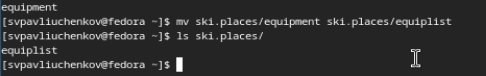 equipment
[svpavliuchenkov@fedora ~]$ mv ski.places/equipment ski.places/equiplist
[svpavliuchenkov@fedora ~]$ ls ski.places/
equiplist
[svpavliuchenkov@fedora ~]$